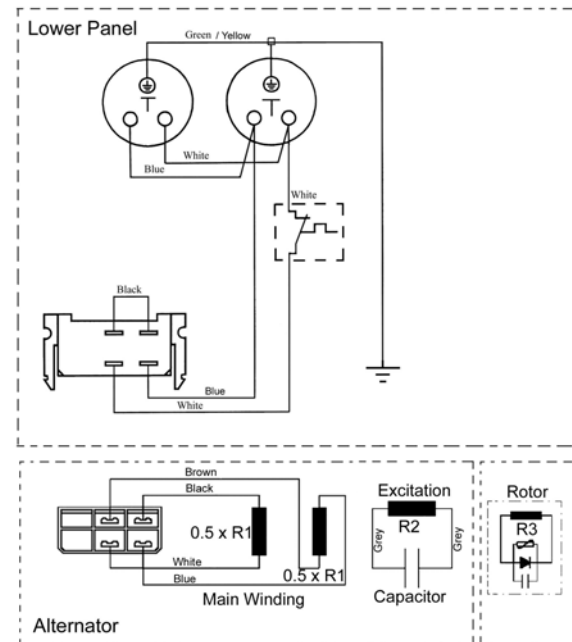 Lower Panel
Green / Yellow
White
Blue
White
Black
Blue
White
Brown
Black
0.5 x R1
White
0.5 x R1
Blue
Main Winding
Excitation
R2
Grey
Grey
Capacitor
Rotor
R3
Alternator